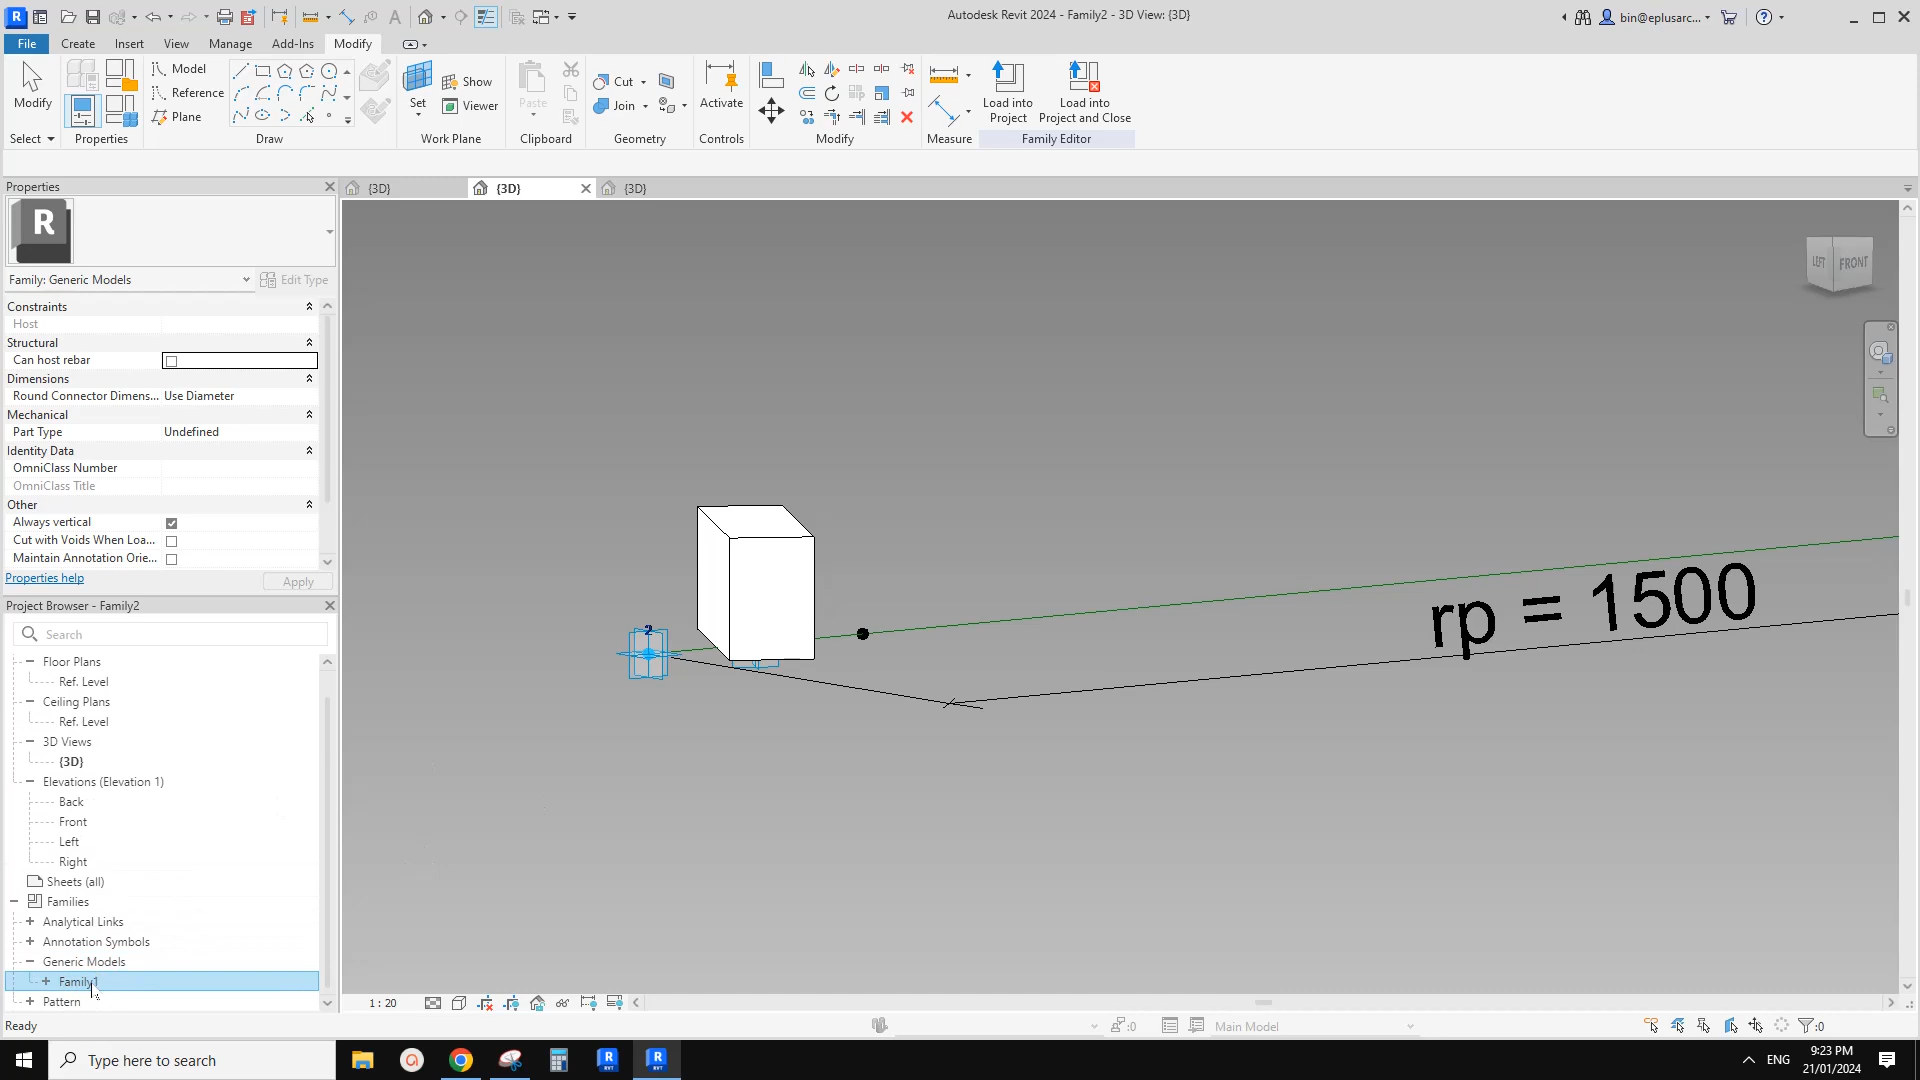 Autodesk Revit 2024 - Family2 - 3D View: {3D}
bin@eplusarc...
File Create View Insert Manage Add-Ins Modify
Modify
Select
Properties
Model
Reference
Plane
Draw
Set
Show
Viewer
Work Plane
Paste
Clipboard
Cut
Join
Geometry
Activate
Controls
Modify
Measure
Load into
Project
Load into
Project and Close
Family Editor
Properties
{3D}
{3D}
{3D}
R
Family: Generic Models
Edit Type
Constraints
Host
Structural
Can host rebar
Dimensions
Round Connector Dimens... Use Diameter
Mechanical
Part Type Undefined
Identity Data
OmniClass Number
OmniClass Title
Other
Always vertical
Cut with Voids When Loa...
Maintain Annotation Orie...
Properties help
Apply
LEFT FRONT
2
rp = 1500
Project Browser - Family2
Search
Floor Plans
Ref. Level
Ceiling Plans
Ref. Level
3D Views
{3D}
Elevations (Elevation 1)
Back
Front
Left
Right
Sheets (all)
Families
Analytical Links
Annotation Symbols
Generic Models
Family1
Pattern
1 : 20
Ready
:0
Main Model
:0
Type here to search
ENG
9:23 PM
21/01/2024